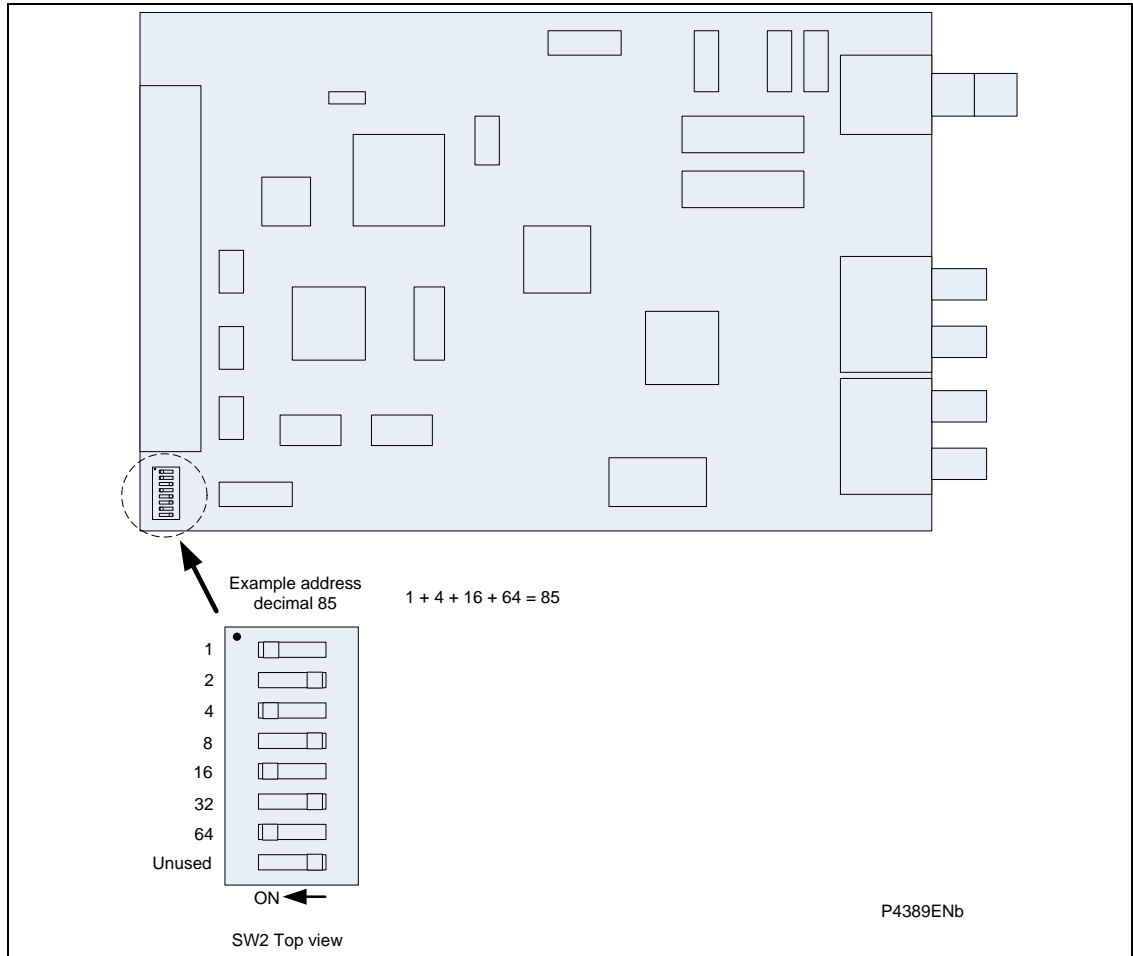 Example address
decimal 85
1 + 4 + 16 + 64 = 85
1
2
4
8
16
32
64
Unused
ON
SW2 Top view
P4389ENb